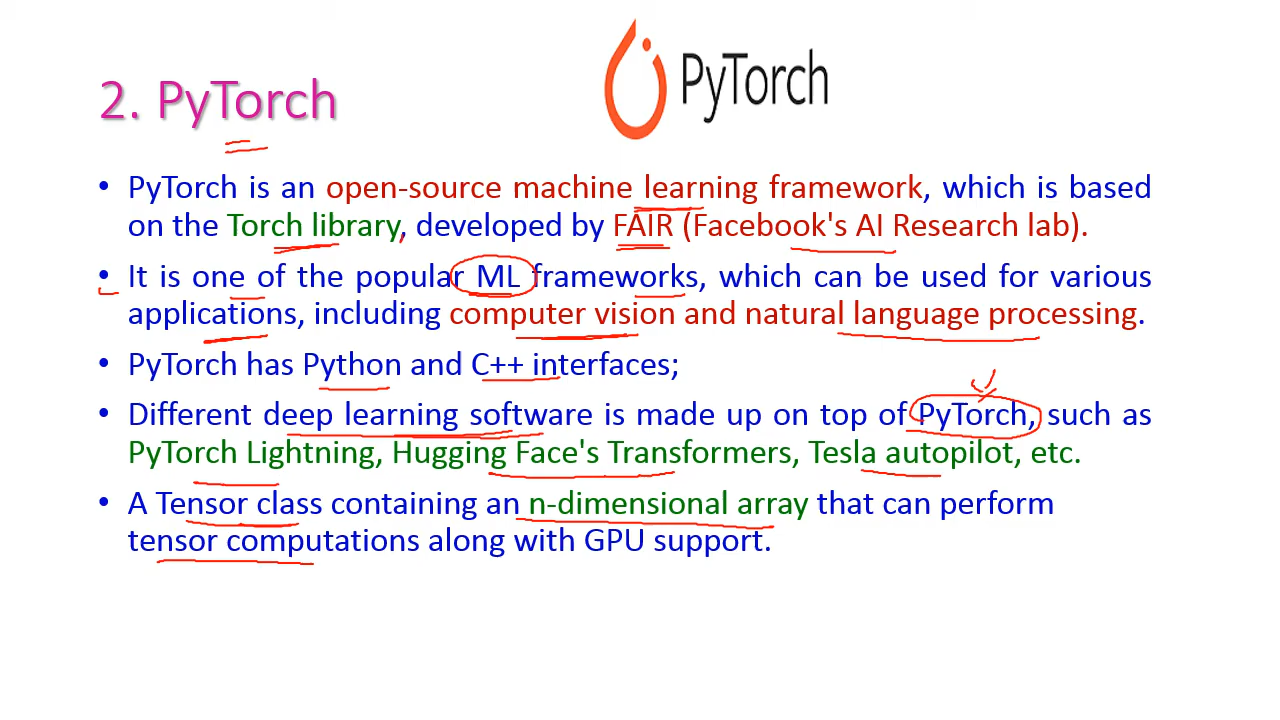 PyTorch
2. PyTorch
• PyTorch is an open-source machine learning framework, which is based
on the Torch library, developed by FAIR (Facebook's AI Research lab).
• It is one of the popular ML frameworks, which can be used for various
applications, including computer vision and natural language processing.
• PyTorch has Python and C++ interfaces;
• Different deep learning software is made up on top of PyTorch, such as
PyTorch Lightning, Hugging Face's Transformers, Tesla autopilot, etc.
• A Tensor class containing an n-dimensional array that can perform
tensor computations along with GPU support.